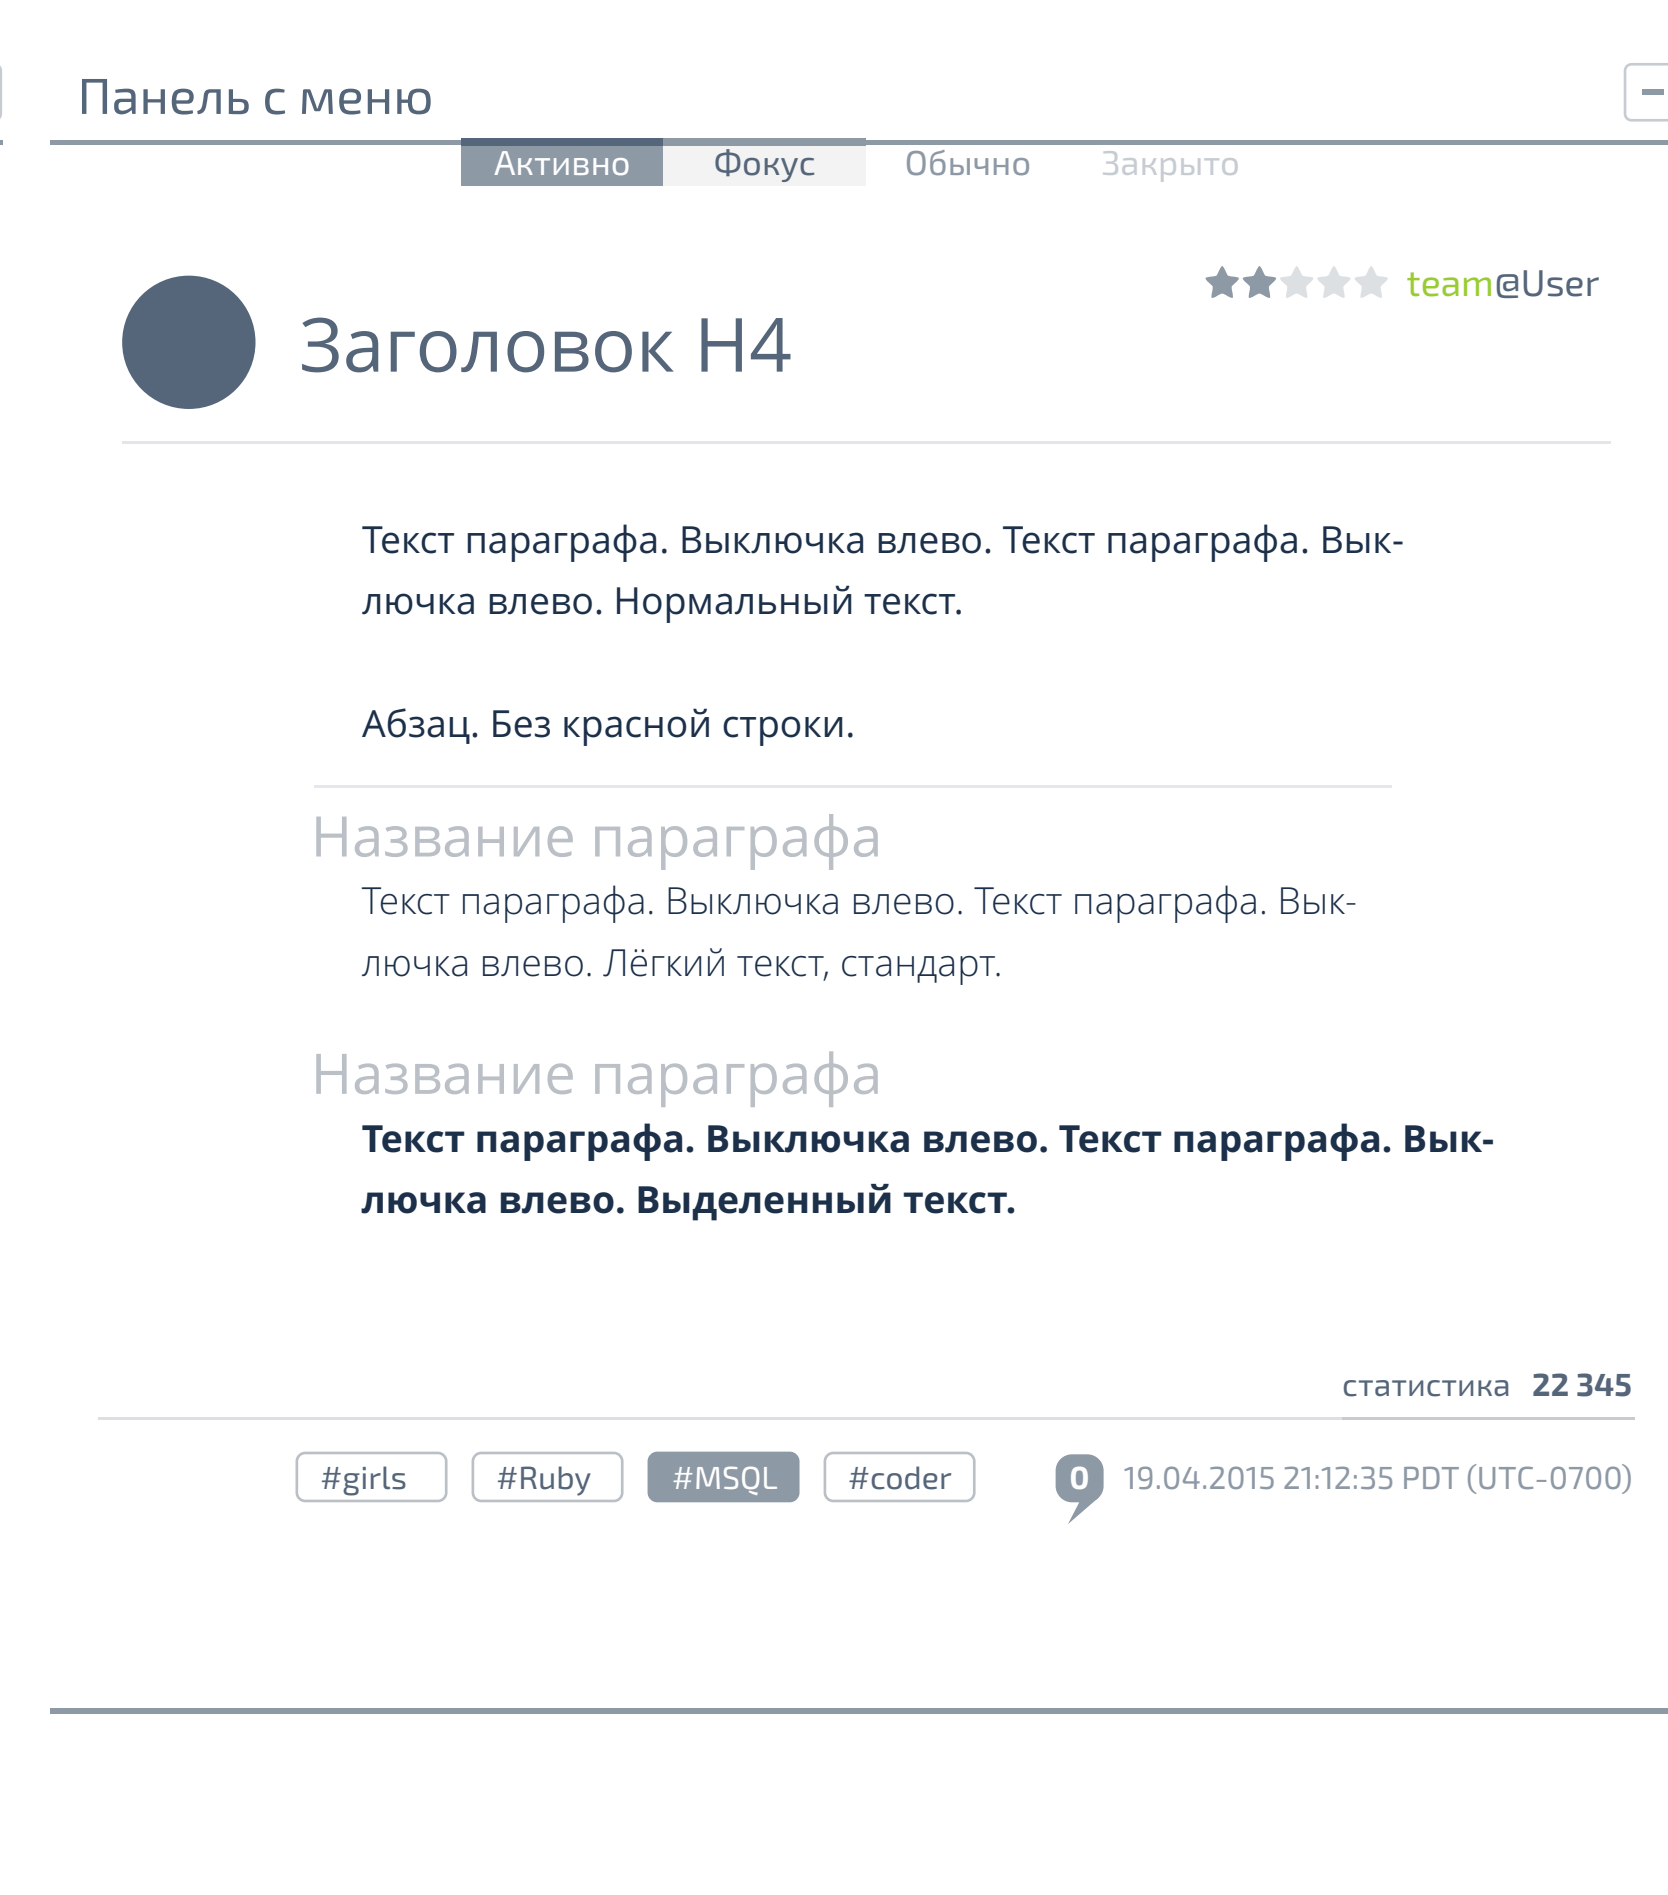 Панель с меню
Активно Фокус Обычно Закрыто
team@User
Заголовок H4
Текст параграфа. Выключка влево. Текст параграфа. Вык-
лючка влево. Нормальный текст.
Абзац. Без красной строки.
Название параграфа
Текст параграфа. Выключка влево. Текст параграфа. Вык-
лючка влево. Лёгкий текст, стандарт.
Название параграфа
Текст параграфа. Выключка влево. Текст параграфа. Вык-
лючка влево. Выделенный текст.
статистика 22 345
#girls #Ruby #MSQL #coder 0 19.04.2015 21:12:35 PDT (UTC-0700)